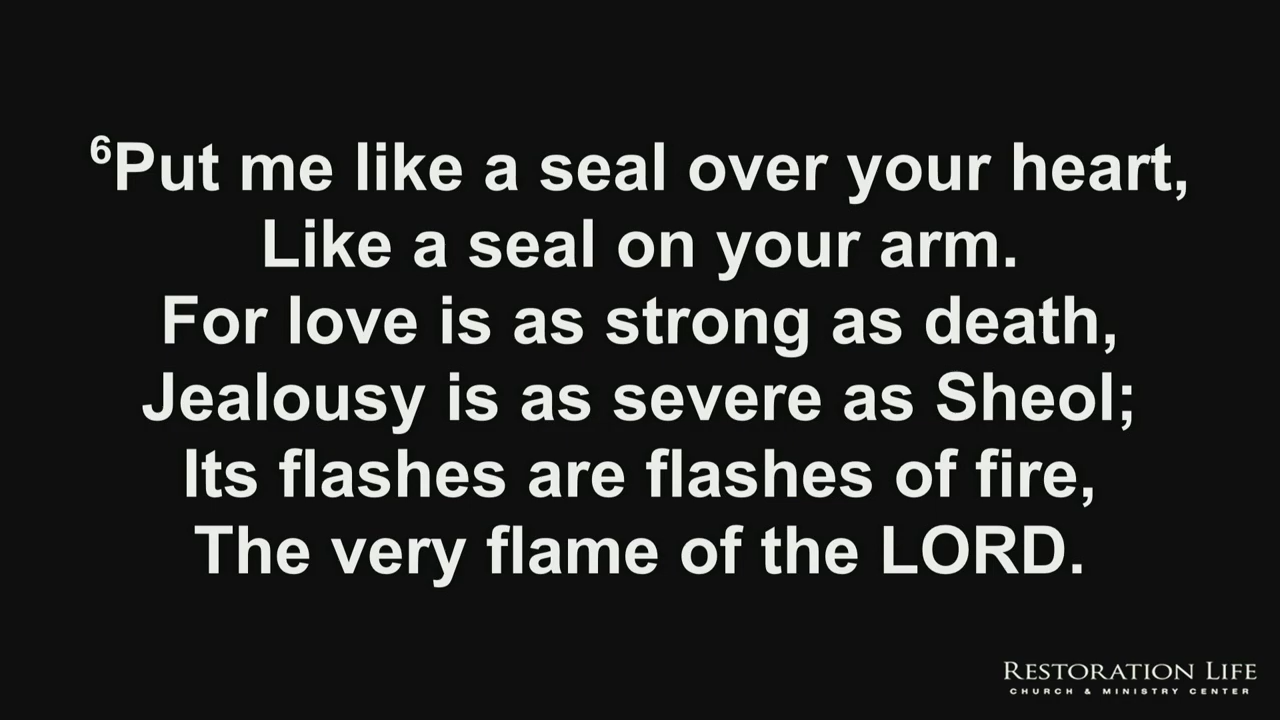 ⁶Put me like a seal over your heart,
Like a seal on your arm.
For love is as strong as death,
Jealousy is as severe as Sheol;
Its flashes are flashes of fire,
The very flame of the LORD.
RESTORATION LIFE
CHURCH & MINISTRY CENTER